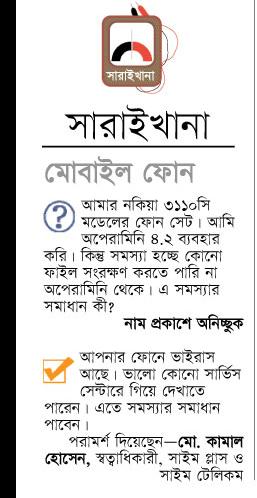 সারাইখানা
সারাইখানা
মোবাইল ফোন
আমার নকিয়া ৩১১০সি
মডেলের ফোন সেট। আমি
অপেরামিনি ৪.২ ব্যবহার
করি। কিন্তু সমস্যা হচ্ছে কোনো
ফাইল সংরক্ষণ করতে পারি না
অপেরামিনি থেকে। এ সমস্যার
সমাধান কী?
নাম প্রকাশে অনিচ্ছুক
আপনার ফোনে ভাইরাস
আছে। ভালো কোনো সার্ভিস
সেন্টারে গিয়ে দেখাতে
পারেন। এতে সমস্যার সমাধান
পাবেন।
পরামর্শ দিয়েছেন—মো. কামাল
হোসেন, স্বত্বাধিকারী, সাইম প্লাস ও
সাইম টেলিকম